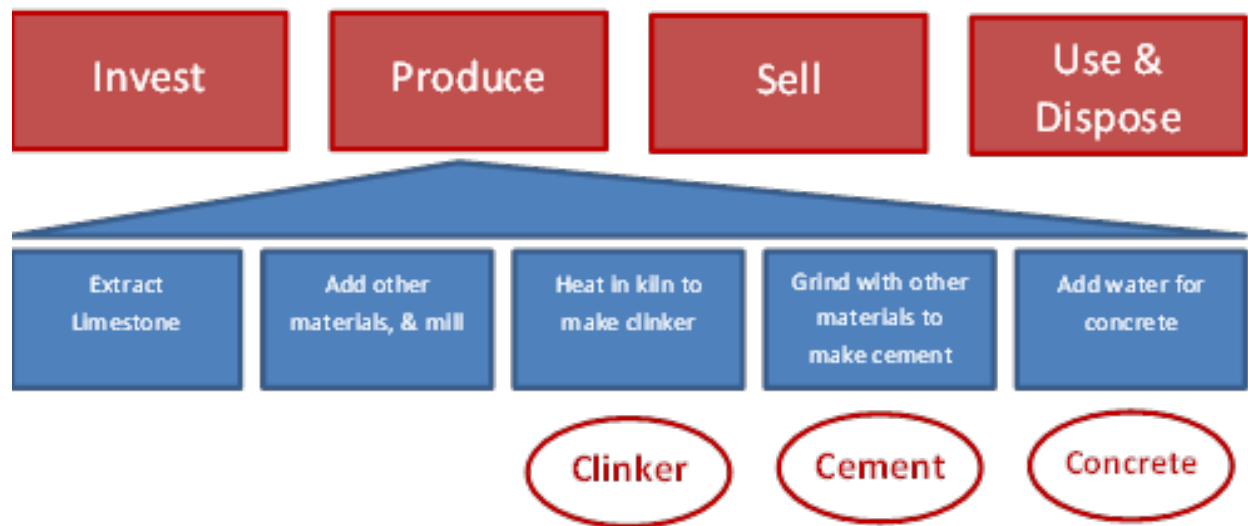 Invest
Produce
Sell
Use &
Dispose
Extract
Limestone
Add other
materials, & mill
Heat in kiln to
make clinker
Grind with other
materials to
make cement
Add water for
concrete
Clinker
Cement
Concrete